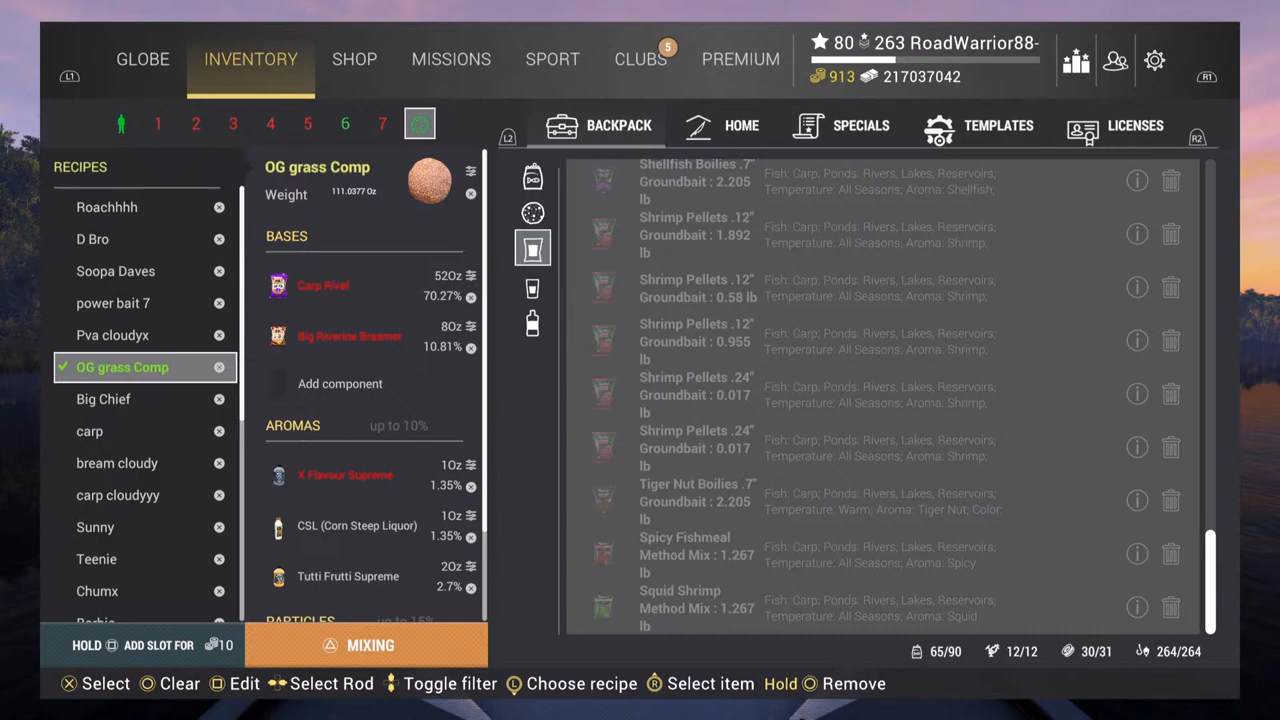 GLOBE INVENTORY SHOP MISSIONS SPORT CLUBS 5 PREMIUM
80 263 RoadWarrior88-
913 217037042
L1 R1
1 2 3 4 5 6 7
L2 BACKPACK HOME SPECIALS TEMPLATES LICENSES R2
RECIPES
Roachhhh
D Bro
Soopa Daves
power bait 7
Pva cloudyx
OG grass Comp
Big Chief
carp
bream cloudy
carp cloudyyy
Sunny
Teenie
Chumx
HOLD ADD SLOT FOR 10
OG grass Comp
Weight 111.0377 Oz
BASES
Carp Rival 52Oz
70.27%
Big Riverine Breamer 8Oz
10.81%
Add component
AROMAS up to 10%
X Flavour Supreme 1Oz
1.35%
CSL (Corn Steep Liquor) 1Oz
1.35%
Tutti Frutti Supreme 2Oz
2.7%
PARTICLES up to 15%
MIXING
Shellfish Boilies .7"
Groundbait : 2.205
lb
Fish: Carp; Ponds: Rivers, Lakes, Reservoirs;
Temperature: All Seasons; Aroma: Shellfish,
Shrimp Pellets .12"
Groundbait : 1.892
lb
Fish: Carp; Ponds: Rivers, Lakes, Reservoirs;
Temperature: All Seasons; Aroma: Shrimp,
Shrimp Pellets .12"
Groundbait : 0.58 lb
Fish: Carp; Ponds: Rivers, Lakes, Reservoirs;
Temperature: All Seasons; Aroma: Shrimp,
Shrimp Pellets .12"
Groundbait : 0.955
lb
Fish: Carp; Ponds: Rivers, Lakes, Reservoirs;
Temperature: All Seasons; Aroma: Shrimp,
Shrimp Pellets .24"
Groundbait : 0.017
lb
Fish: Carp; Ponds: Rivers, Lakes, Reservoirs;
Temperature: All Seasons; Aroma: Shrimp,
Shrimp Pellets .24"
Groundbait : 0.017
lb
Fish: Carp; Ponds: Rivers, Lakes, Reservoirs;
Temperature: All Seasons; Aroma: Shrimp,
Tiger Nut Boilies .7"
Groundbait : 2.205
lb
Fish: Carp; Ponds: Rivers, Lakes, Reservoirs;
Temperature: Warm; Aroma: Tiger Nut; Color:
Spicy Fishmeal
Method Mix : 1.267
lb
Fish: Carp; Ponds: Rivers, Lakes, Reservoirs;
Temperature: All Seasons; Aroma: Spicy
Squid Shrimp
Method Mix : 1.267
lb
Fish: Carp; Ponds: Rivers, Lakes, Reservoirs;
Temperature: All Seasons; Aroma: Squid
65/90 12/12 30/31 264/264
Select Clear Edit Select Rod Toggle filter L Choose recipe R Select item Hold Remove